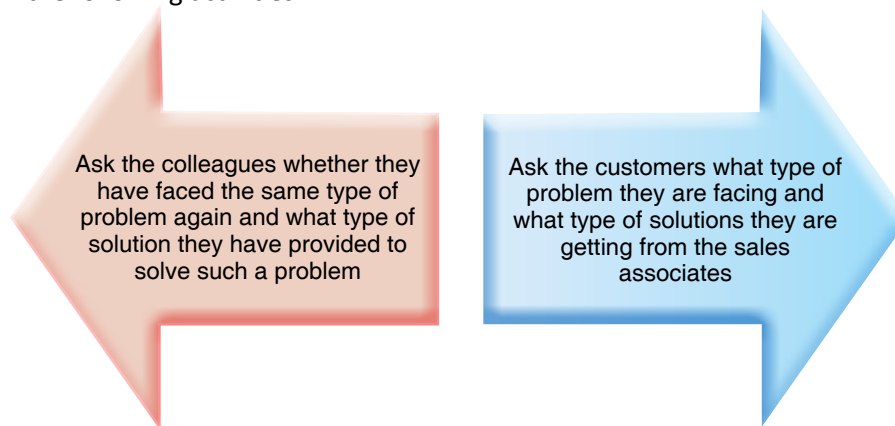 Ask the colleagues whether they
have faced the same type of
problem again and what type of
solution they have provided to
solve such a problem
Ask the customers what type of
problem they are facing and
what type of solutions they are
getting from the sales
associates